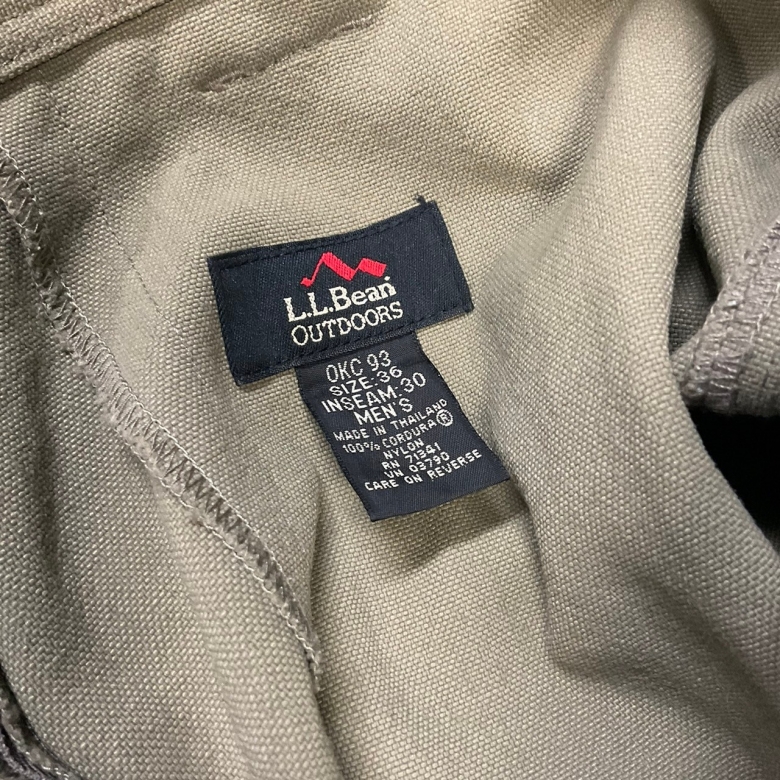 L.L.Bean
OUTDOORS
OKC 93
SIZE:36
INSEAM:30
MEN'S
MADE IN THAILAND
100% CORDURA®
NYLON
RN 71341
VN 03790
CARE ON REVERSE